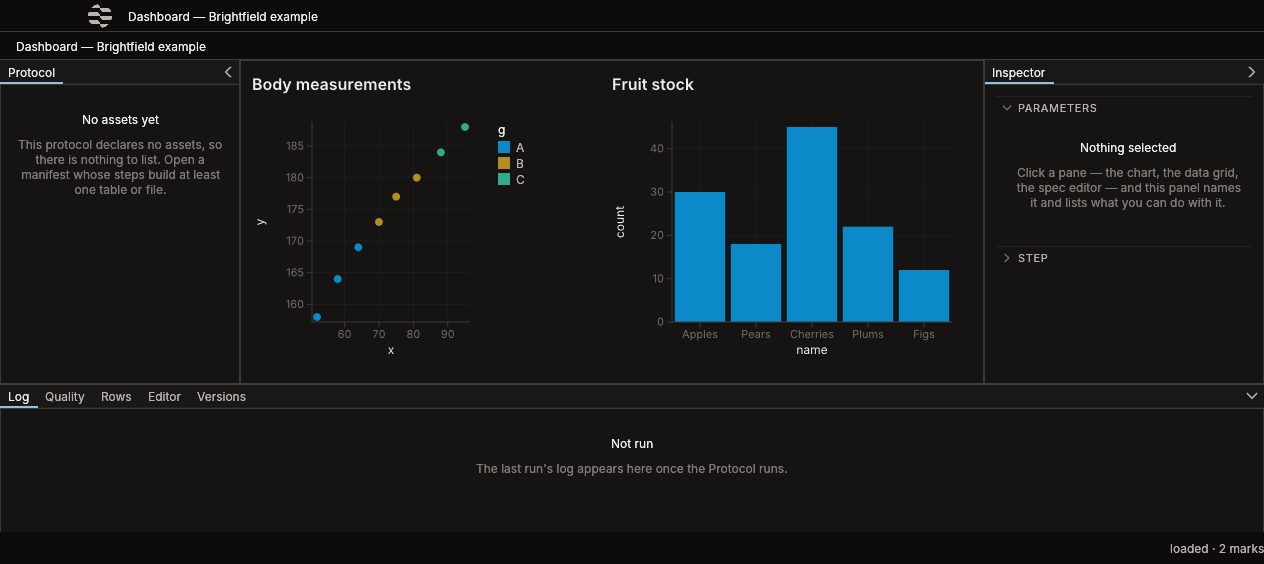 Dashboard — Brightfield example
Dashboard — Brightfield example
Protocol
No assets yet
This protocol declares no assets, so
there is nothing to list. Open a
manifest whose steps build at least
one table or file.
Body measurements
185
180
175
170
165
160
y
60 70 80 90
x
g
A
B
C
Fruit stock
40
30
20
10
0
count
Apples Pears Cherries Plums Figs
name
Inspector
PARAMETERS
Nothing selected
Click a pane — the chart, the data grid,
the spec editor — and this panel names
it and lists what you can do with it.
STEP
Log Quality Rows Editor Versions
Not run
The last run's log appears here once the Protocol runs.
loaded · 2 marks